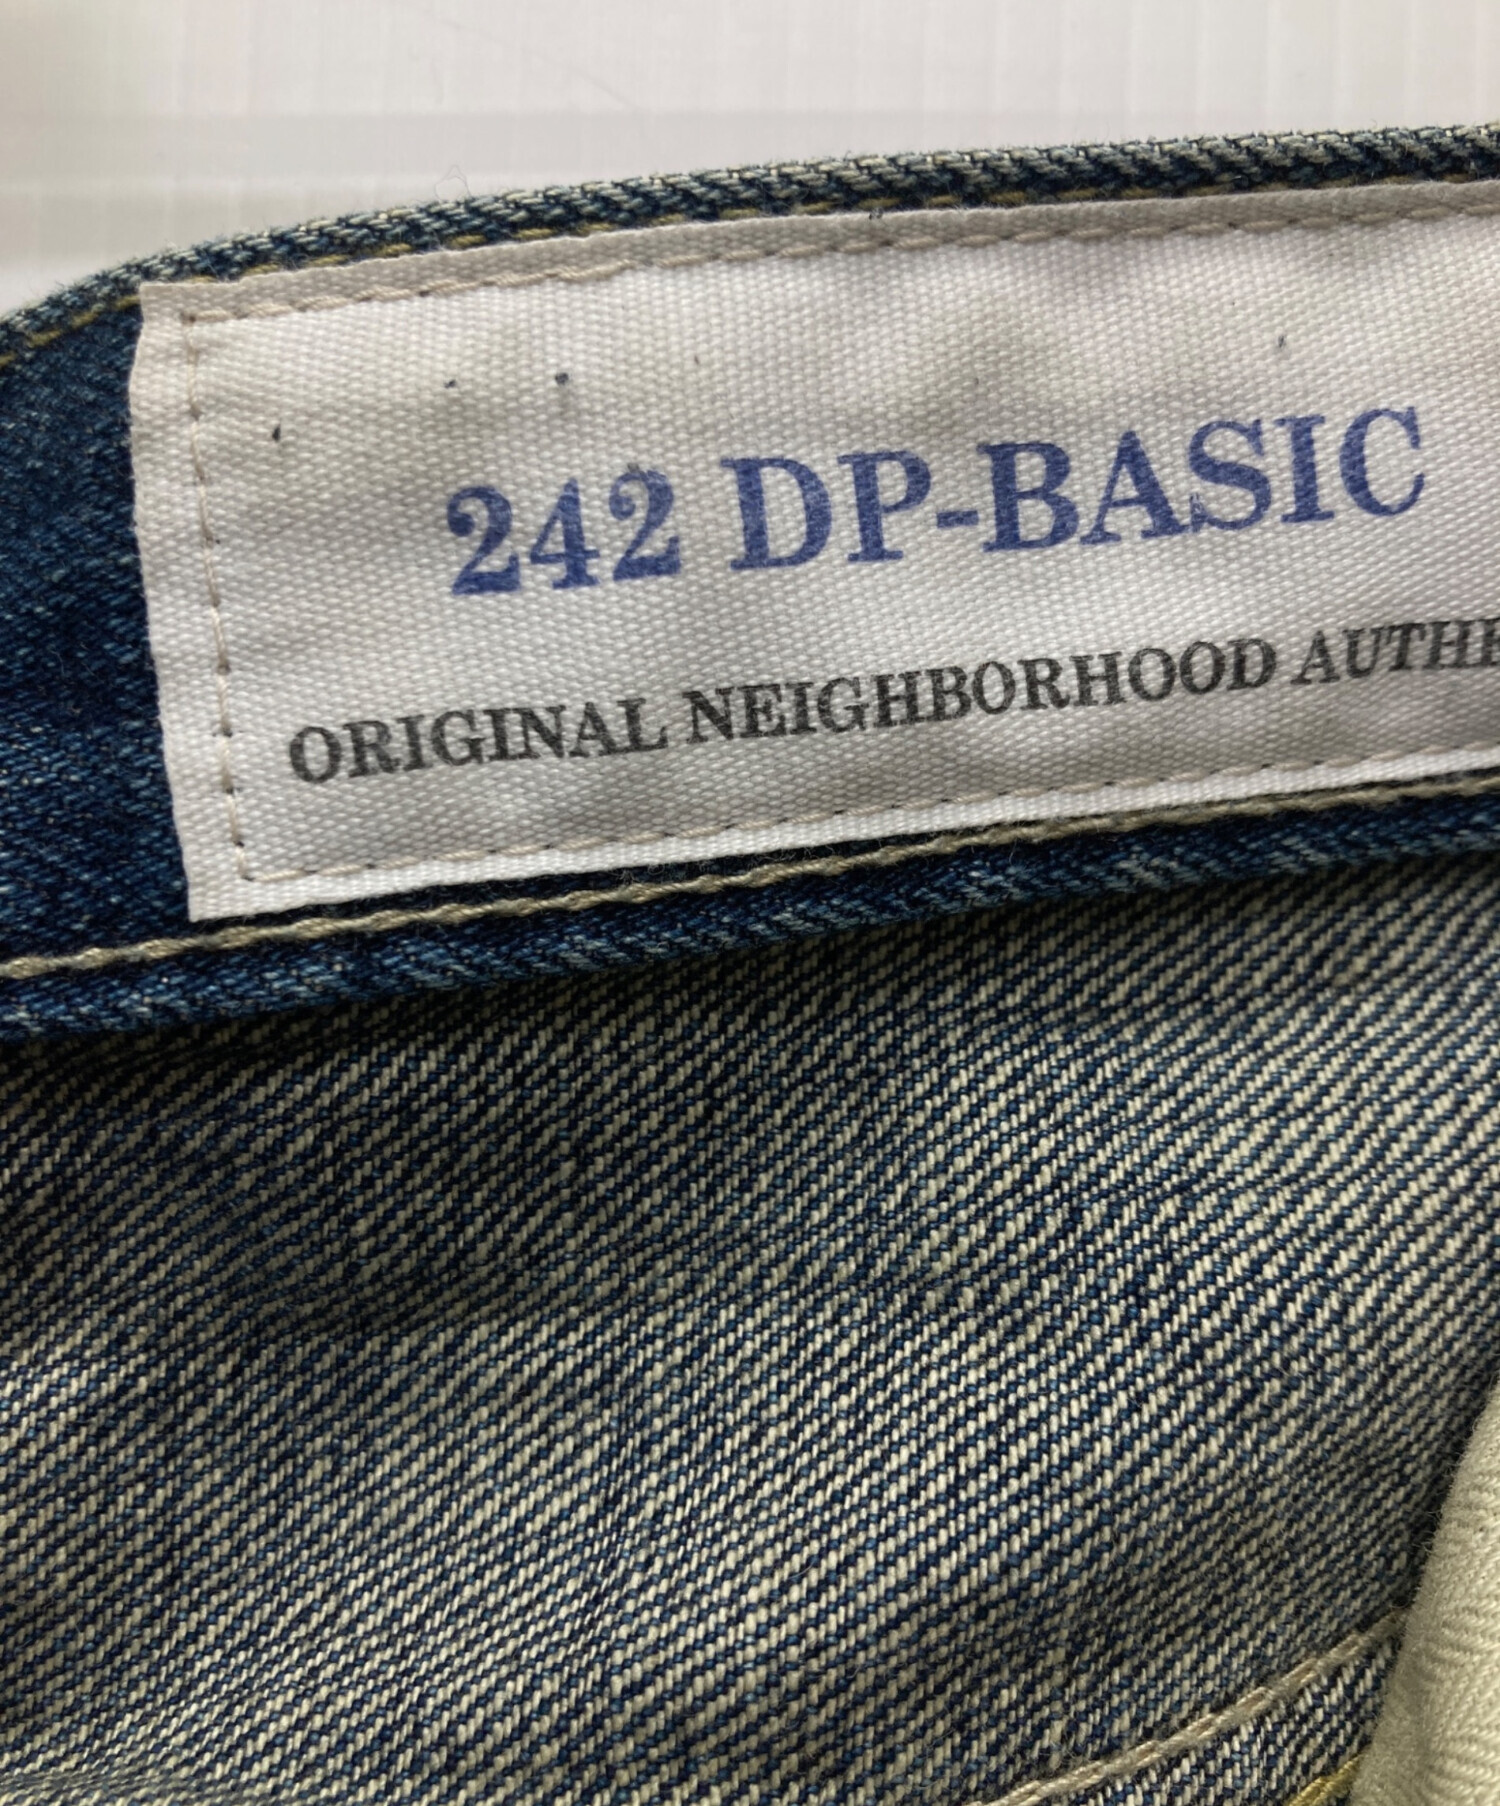 242 DP-BASIC
ORIGINAL NEIGHBORHOOD AUTHE